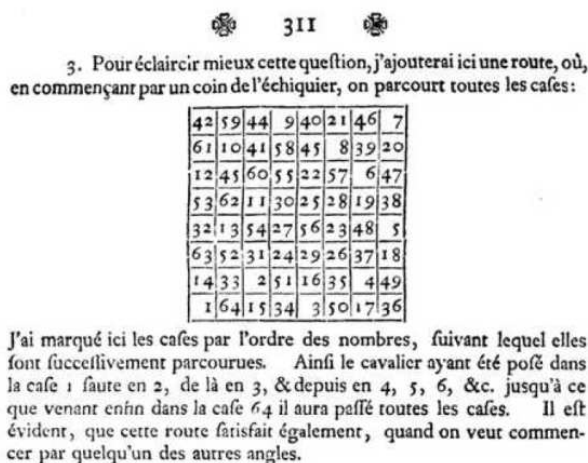 311
3. Pour éclaircir mieux cette queſtion, j'ajouterai ici une route, où,
en commençant par un coin de l'échiquier, on parcourt toutes les caſes:
42 59 44 9 40 21 46 7
61 10 41 58 45 8 39 20
12 45 60 55 22 57 6 47
53 62 11 30 25 28 19 38
32 13 54 27 56 23 48 5
63 52 31 24 29 26 37 18
14 33 2 51 16 35 4 49
1 64 15 34 3 50 17 36
J'ai marqué ici les caſes par l'ordre des nombres, ſuivant lequel elles
ſont ſucceſſivement parcourues. Ainſi le cavalier ayant été poſé dans
la caſe 1 ſaute en 2, de là en 3, & depuis en 4, 5, 6, &c. jusqu'à ce
que venant enfin dans la caſe 64 il aura paſſé toutes les caſes. Il eſt
évident, que cette route ſatisfait également, quand on veut commen-
cer par quelqu'un des autres angles.